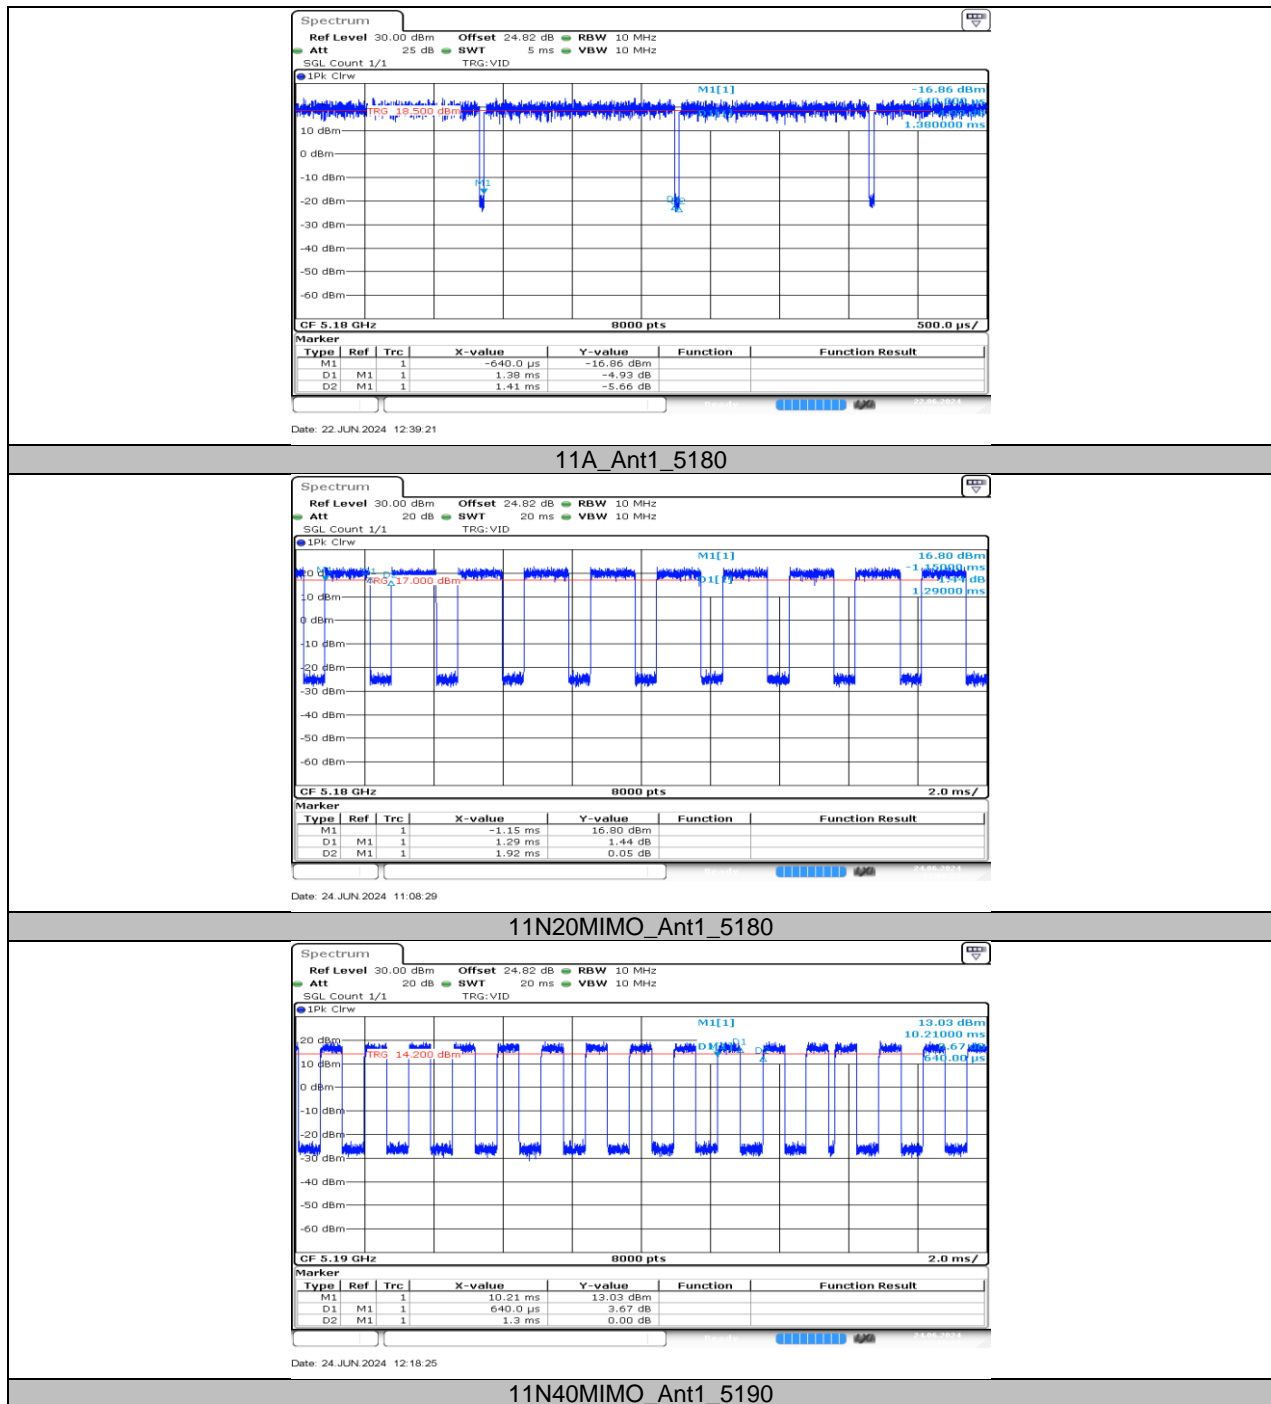 Spectrum
Ref Level 30.00 dBm Offset 24.82 dB RBW 10 MHz
Att 25 dB SWT 5 ms VBW 10 MHz
SGL Count 1/1 TRG:VID
1Pk Clrw
M1[1] -16.86 dBm
TRG 18.500 dBm
1.380000 ms
10 dBm
0 dBm
-10 dBm
M1
-20 dBm
-30 dBm
-40 dBm
-50 dBm
-60 dBm
CF 5.18 GHz 8000 pts 500.0 µs/
Marker
Type Ref Trc X-value Y-value Function Function Result
M1 1 -640.0 µs -16.86 dBm
D1 M1 1 1.38 ms -4.93 dB
D2 M1 1 1.41 ms -5.66 dB
Date: 22.JUN.2024 12:39:21
11A_Ant1_5180
Spectrum
Ref Level 30.00 dBm Offset 24.82 dB RBW 10 MHz
Att 20 dB SWT 20 ms VBW 10 MHz
SGL Count 1/1 TRG:VID
1Pk Clrw
M1[1] 16.80 dBm
-1.15000 ms
TRG 17.000 dBm D1[1] 1.44 dB
1.29000 ms
10 dBm
0 dBm
-10 dBm
-20 dBm
-30 dBm
-40 dBm
-50 dBm
-60 dBm
CF 5.18 GHz 8000 pts 2.0 ms/
Marker
Type Ref Trc X-value Y-value Function Function Result
M1 1 -1.15 ms 16.80 dBm
D1 M1 1 1.29 ms 1.44 dB
D2 M1 1 1.92 ms 0.05 dB
Date: 24.JUN.2024 11:08:29
11N20MIMO_Ant1_5180
Spectrum
Ref Level 30.00 dBm Offset 24.82 dB RBW 10 MHz
Att 20 dB SWT 20 ms VBW 10 MHz
SGL Count 1/1 TRG:VID
1Pk Clrw
M1[1] 13.03 dBm
10.21000 ms
20 dBm D1 3.67 dB
TRG 14.200 dBm 640.00 µs
10 dBm
0 dBm
-10 dBm
-20 dBm
-30 dBm
-40 dBm
-50 dBm
-60 dBm
CF 5.19 GHz 8000 pts 2.0 ms/
Marker
Type Ref Trc X-value Y-value Function Function Result
M1 1 10.21 ms 13.03 dBm
D1 M1 1 640.0 µs 3.67 dB
D2 M1 1 1.3 ms 0.00 dB
Date: 24.JUN.2024 12:18:25
11N40MIMO_Ant1_5190